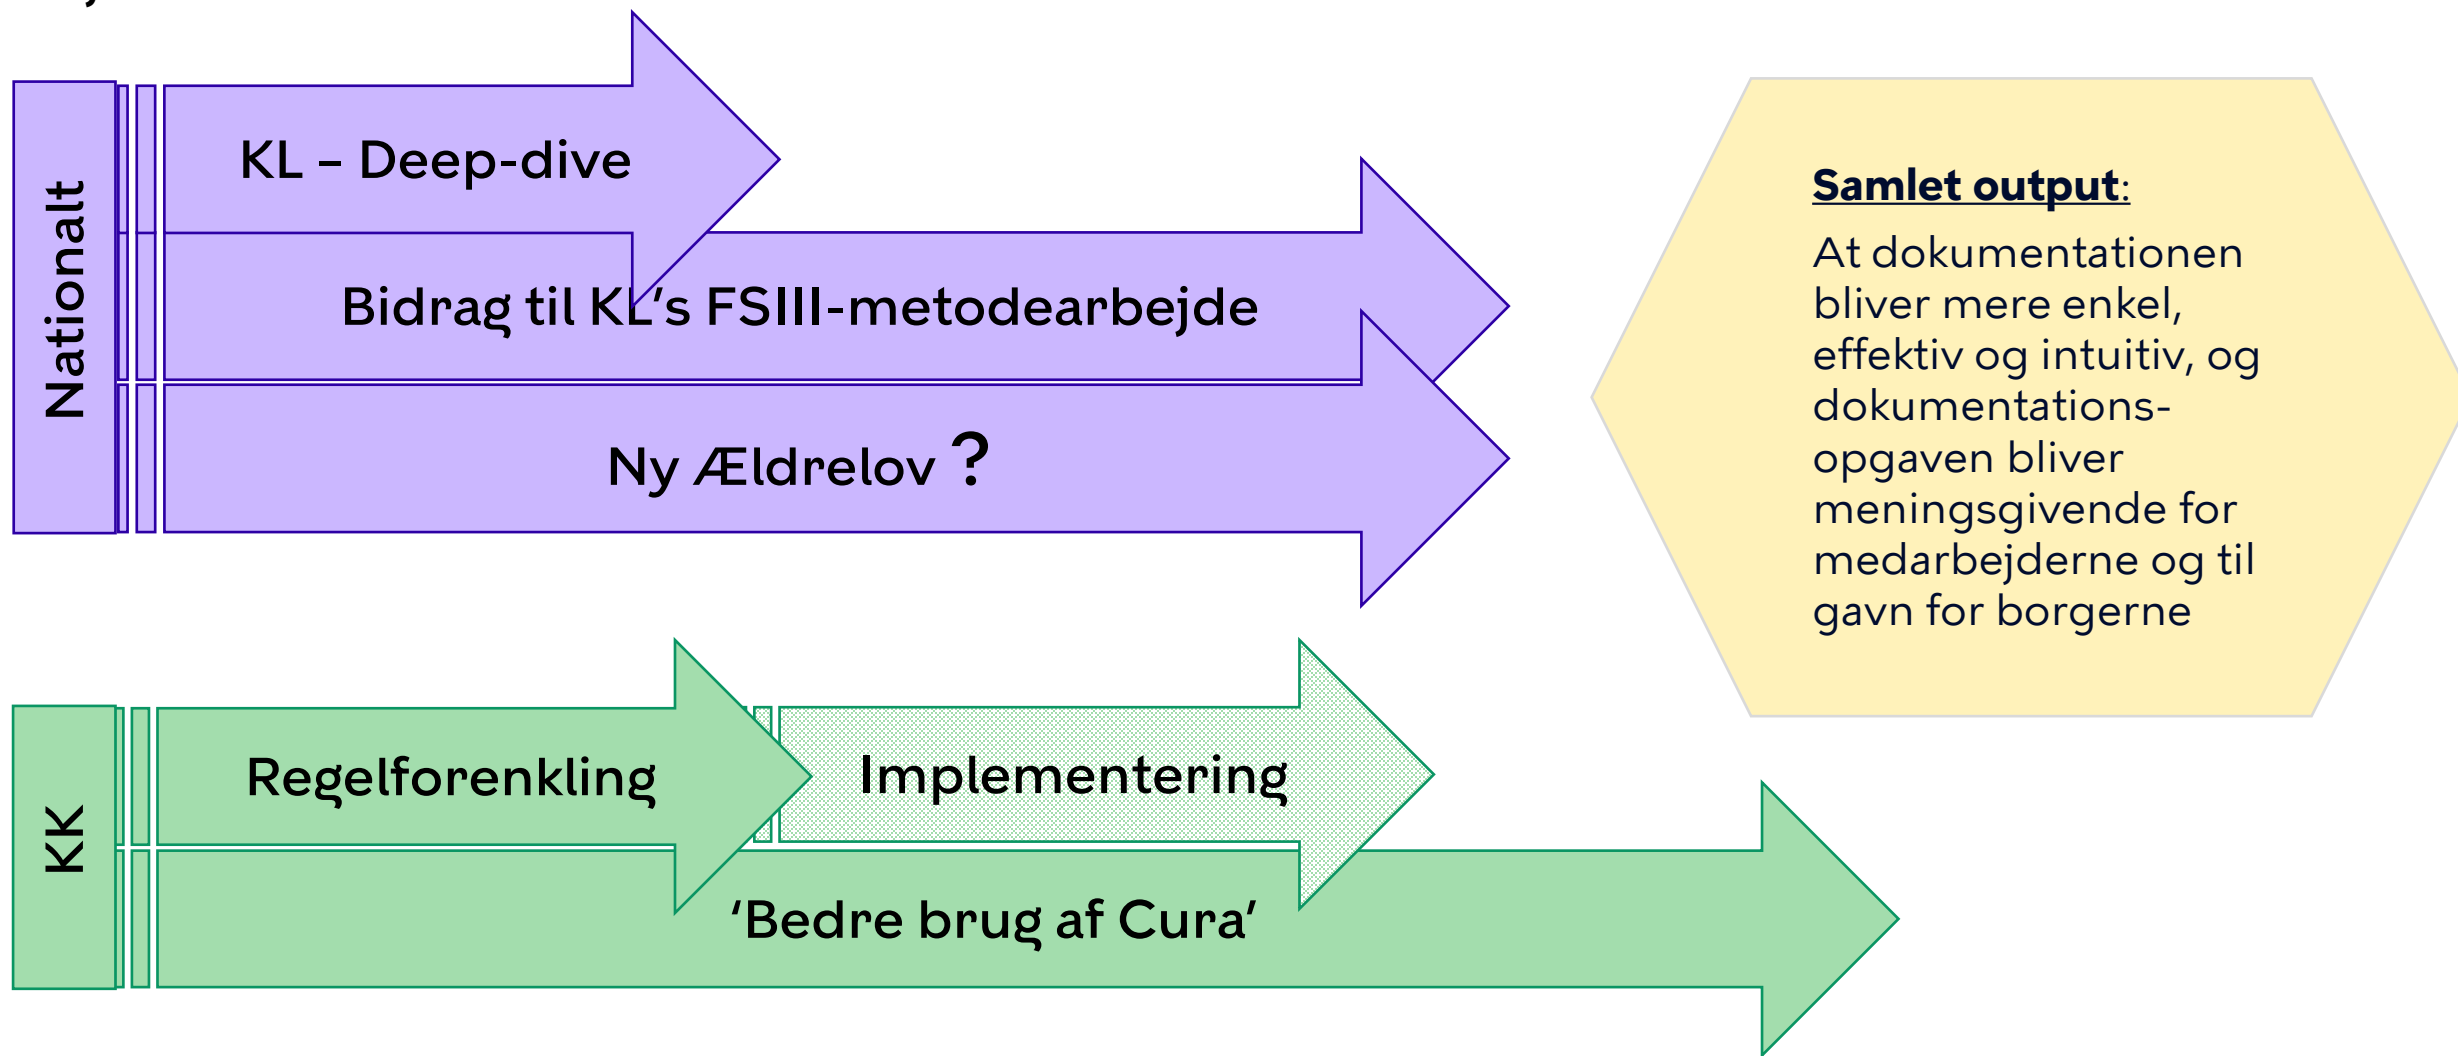 Nationalt
KL – Deep-dive
Bidrag til KL’s FSIII-metodearbejde
Ny Ældrelov ?
Samlet output:
At dokumentationen
bliver mere enkel,
effektiv og intuitiv, og
dokumentations-
opgaven bliver
meningsgivende for
medarbejderne og til
gavn for borgerne
KK
Regelforenkling
Implementering
‘Bedre brug af Cura’